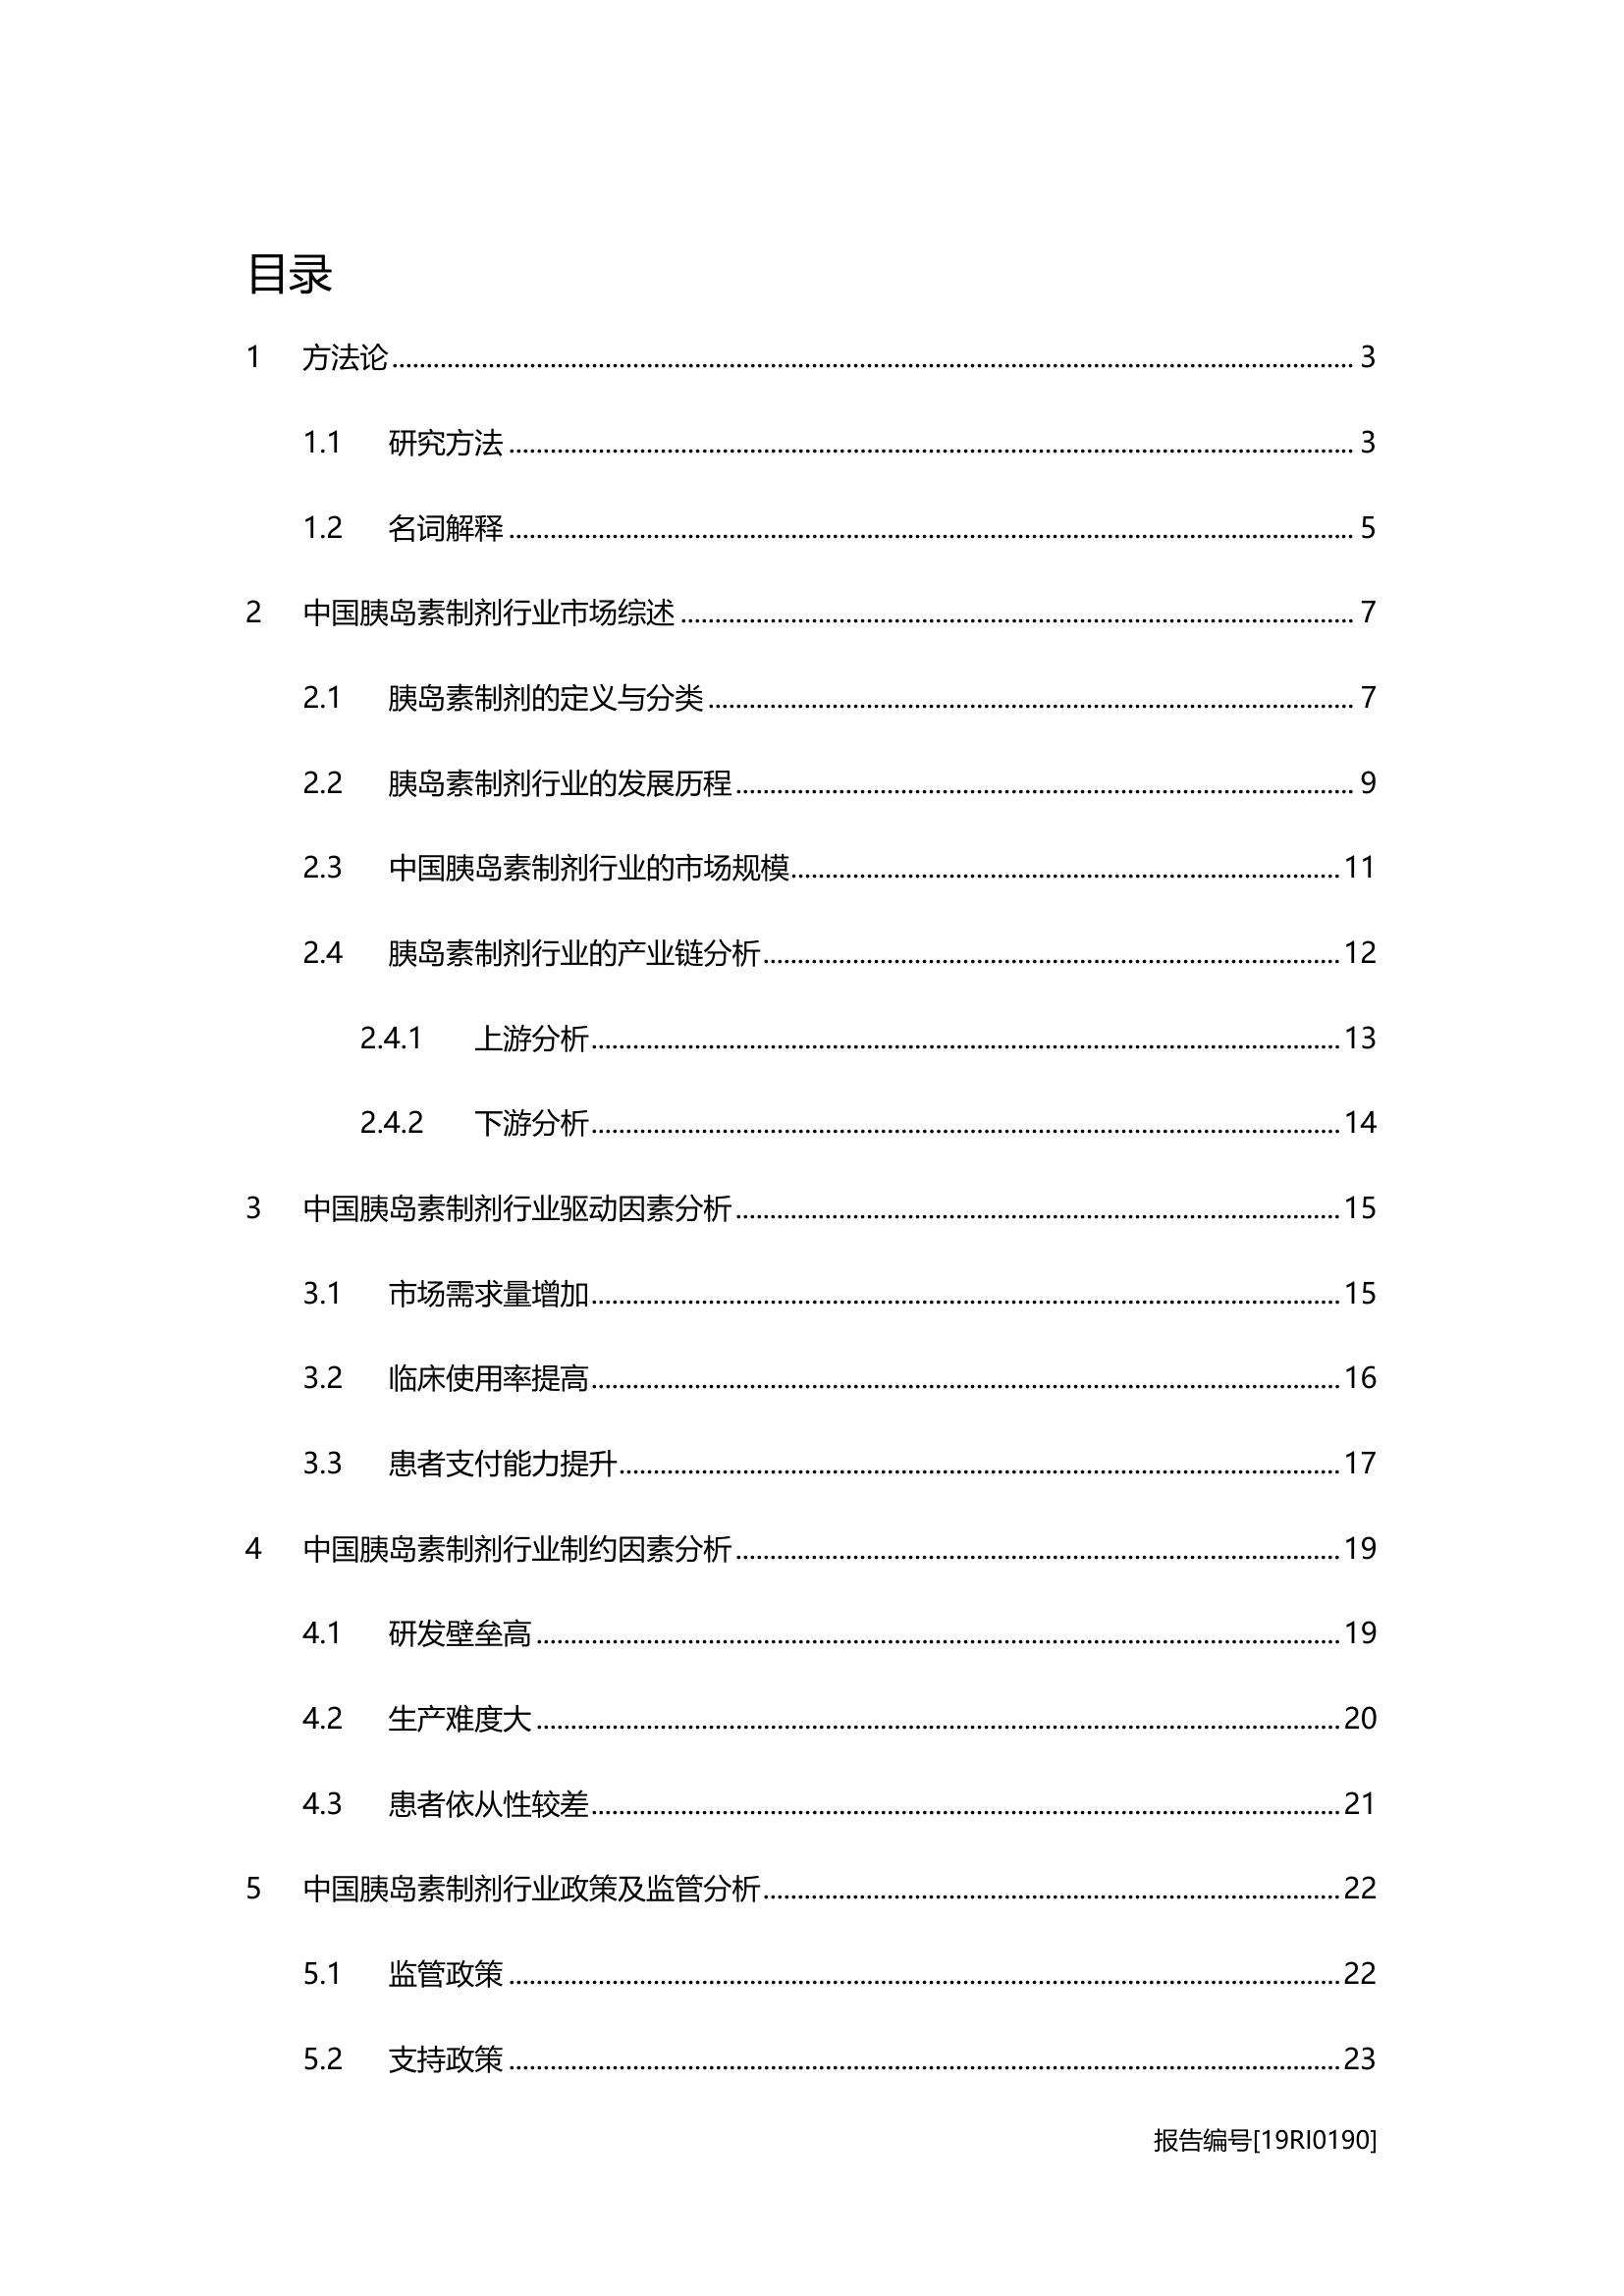 目录
1 方法论 3
1.1 研究方法 3
1.2 名词解释 5
2 中国胰岛素制剂行业市场综述 7
2.1 胰岛素制剂的定义与分类 7
2.2 胰岛素制剂行业的发展历程 9
2.3 中国胰岛素制剂行业的市场规模 11
2.4 胰岛素制剂行业的产业链分析 12
2.4.1 上游分析 13
2.4.2 下游分析 14
3 中国胰岛素制剂行业驱动因素分析 15
3.1 市场需求量增加 15
3.2 临床使用率提高 16
3.3 患者支付能力提升 17
4 中国胰岛素制剂行业制约因素分析 19
4.1 研发壁垒高 19
4.2 生产难度大 20
4.3 患者依从性较差 21
5 中国胰岛素制剂行业政策及监管分析 22
5.1 监管政策 22
5.2 支持政策 23
报告编号[19RI0190]